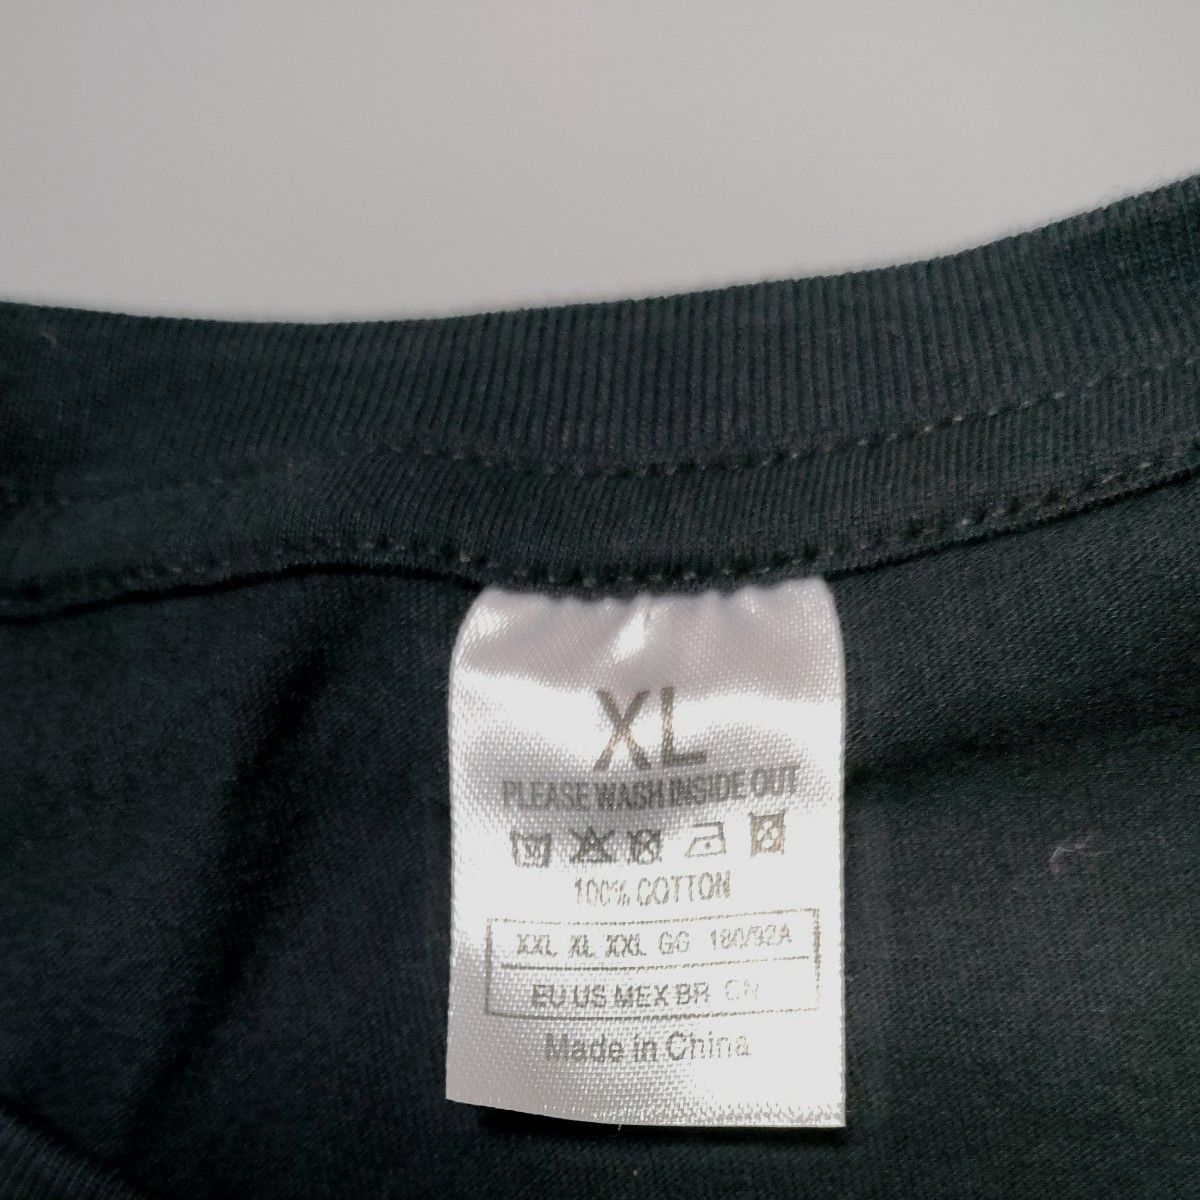 XL
PLEASE WASH INSIDE OUT
100% COTTON
XXL XL XXL GG 180/92A
EU US MEX BR CN
Made in China